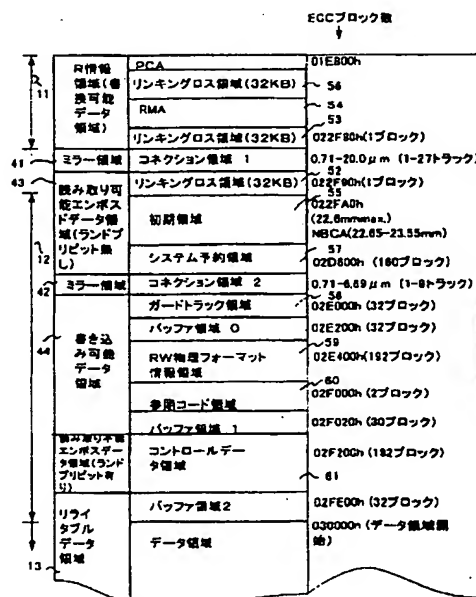 ECCブロック数
R情報
領域(書
換可能
データ
領域)
PCA
01E800h
リンキングロス領域(32KB)
56
RMA
54
53
リンキングロス領域(32KB)
022F80h(1ブロック)
11
41
ミラー領域
コネクション領域 1
0.71-20.0μm (1-27トラック)
43
読み取り可
能エンボス
ドデータ領
域(ランドプ
リピット無
し)
リンキングロス領域(32KB)
52
022F90h(1ブロック)
55
初期領域
022FA0h
(22.6mmmax.)
NBCA(22.65-23.55mm)
57
システム予約領域
02D800h (160ブロック)
12
42
ミラー領域
コネクション領域 2
0.71-6.69μm (1-9トラック)
58
44
書き込
み可能
データ
領域
ガードトラック領域
02E000h (32ブロック)
バッファ領域 0
02E200h (32ブロック)
59
RW物理フォーマット
情報領域
02E400h(192ブロック)
60
参照コード領域
02F000h (2ブロック)
バッファ領域 1
02F020h (30ブロック)
読み取り不能
エンボスデー
タ領域(ランド
プリピット有
り)
コントロールデー
タ領域
02F200h (192ブロック)
61
リライ
タブル
データ
領域
バッファ領域2
02FE00h (32ブロック)
データ領域
030000h (データ領域開
始)
13